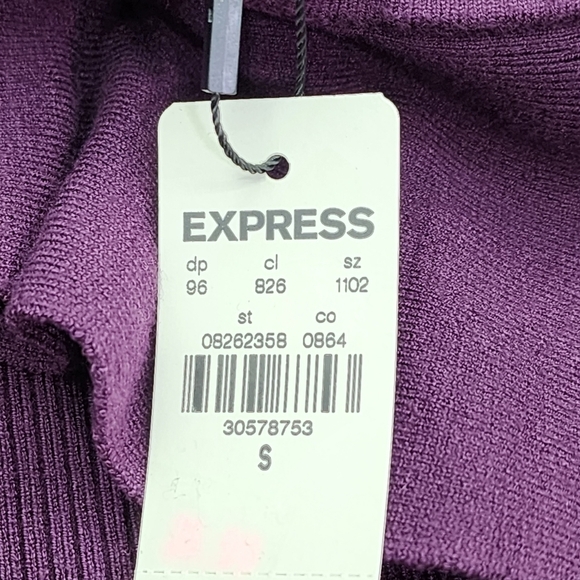 EXPRESS
dp cl sz
96 826 1102
st co
08262358 0864
30578753
S